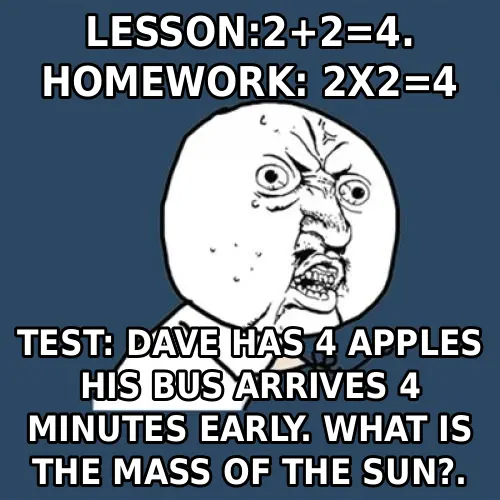 LESSON:2+2=4.
HOMEWORK: 2X2=4
TEST: DAVE HAS 4 APPLES
HIS BUS ARRIVES 4
MINUTES EARLY. WHAT IS
THE MASS OF THE SUN?.